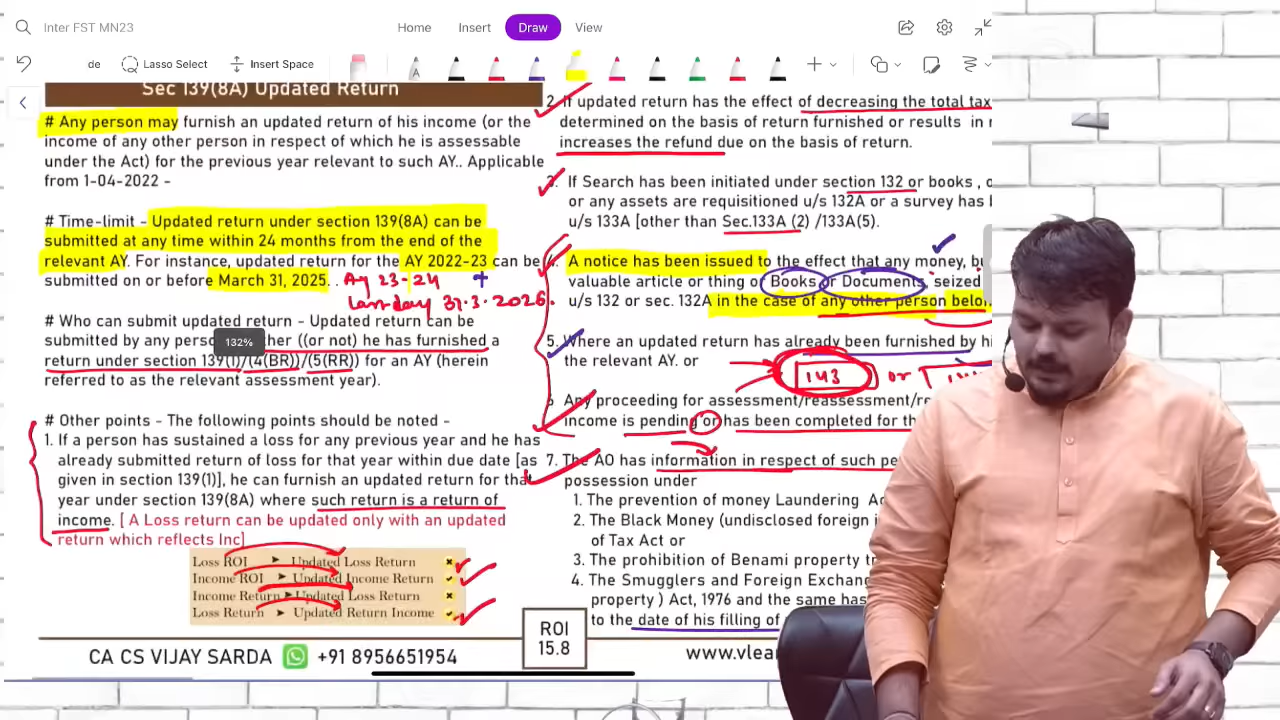 Inter FST MN23
Home
Insert
Draw
View
de
Lasso Select
Insert Space
Sec 139(8A) Updated Return
# Any person may furnish an updated return of his income (or the
income of any other person in respect of which he is assessable
under the Act) for the previous year relevant to such AY.. Applicable
from 1-04-2022 -
# Time-limit - Updated return under section 139(8A) can be
submitted at any time within 24 months from the end of the
relevant AY. For instance, updated return for the AY 2022-23 can be
submitted on or before March 31, 2025. .
Ay 23-24 +
Last day 31.3.2026.
# Who can submit updated return - Updated return can be
submitted by any person ((or not) he has furnished a
132%
return under section 139(1)/(4(BR))/(5(RR)) for an AY (herein
referred to as the relevant assessment year).
# Other points - The following points should be noted -
1. If a person has sustained a loss for any previous year and he has
already submitted return of loss for that year within due date [as
given in section 139(1)], he can furnish an updated return for that
year under section 139(8A) where such return is a return of
income. [ A Loss return can be updated only with an updated
return which reflects Inc]
Loss ROI ➤ Updated Loss Return ✖
Income ROI ➤ Updated Income Return ✔
Income Return ➤ Updated Loss Return ✖
Loss Return ➤ Updated Return Income ✔
2. If updated return has the effect of decreasing the total tax
determined on the basis of return furnished or results in
increases the refund due on the basis of return.
3. If Search has been initiated under section 132 or books ,
or any assets are requisitioned u/s 132A or a survey has
u/s 133A [other than Sec.133A (2) /133A(5).
4. A notice has been issued to the effect that any money,
valuable article or thing or Books or Documents, seized
u/s 132 or sec. 132A in the case of any other person
5. Where an updated return has already been furnished by
the relevant AY. or
143 or
6 Any proceeding for
income is pending or has been completed for
7. The AO has information in respect of such
possession under
1. The prevention of money Laundering
2. The Black Money (undisclosed foreign
of Tax Act or
3. The prohibition of Benami property
4. The Smugglers and Foreign Exchange
property ) Act, 1976 and the same has
to the date of his filling of
CA CS VIJAY SARDA +91 8956651954
ROI
15.8